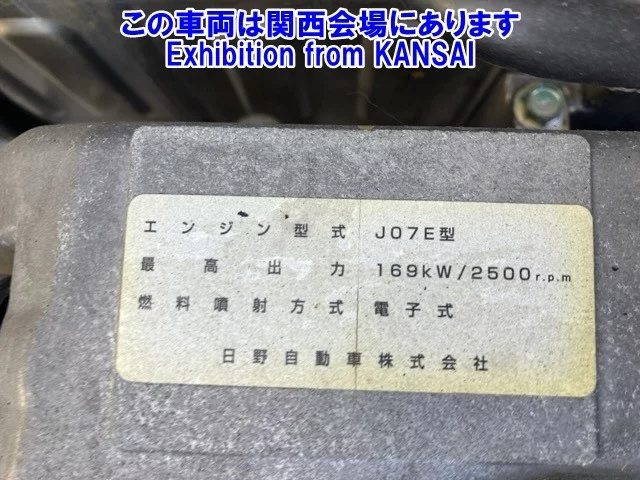 この車両は関西会場にあります
Exhibition from KANSAI
エンジン型式 J07E型
最高出力 169kW/2500r.p.m
燃料噴射方式 電子式
日野自動車株式会社